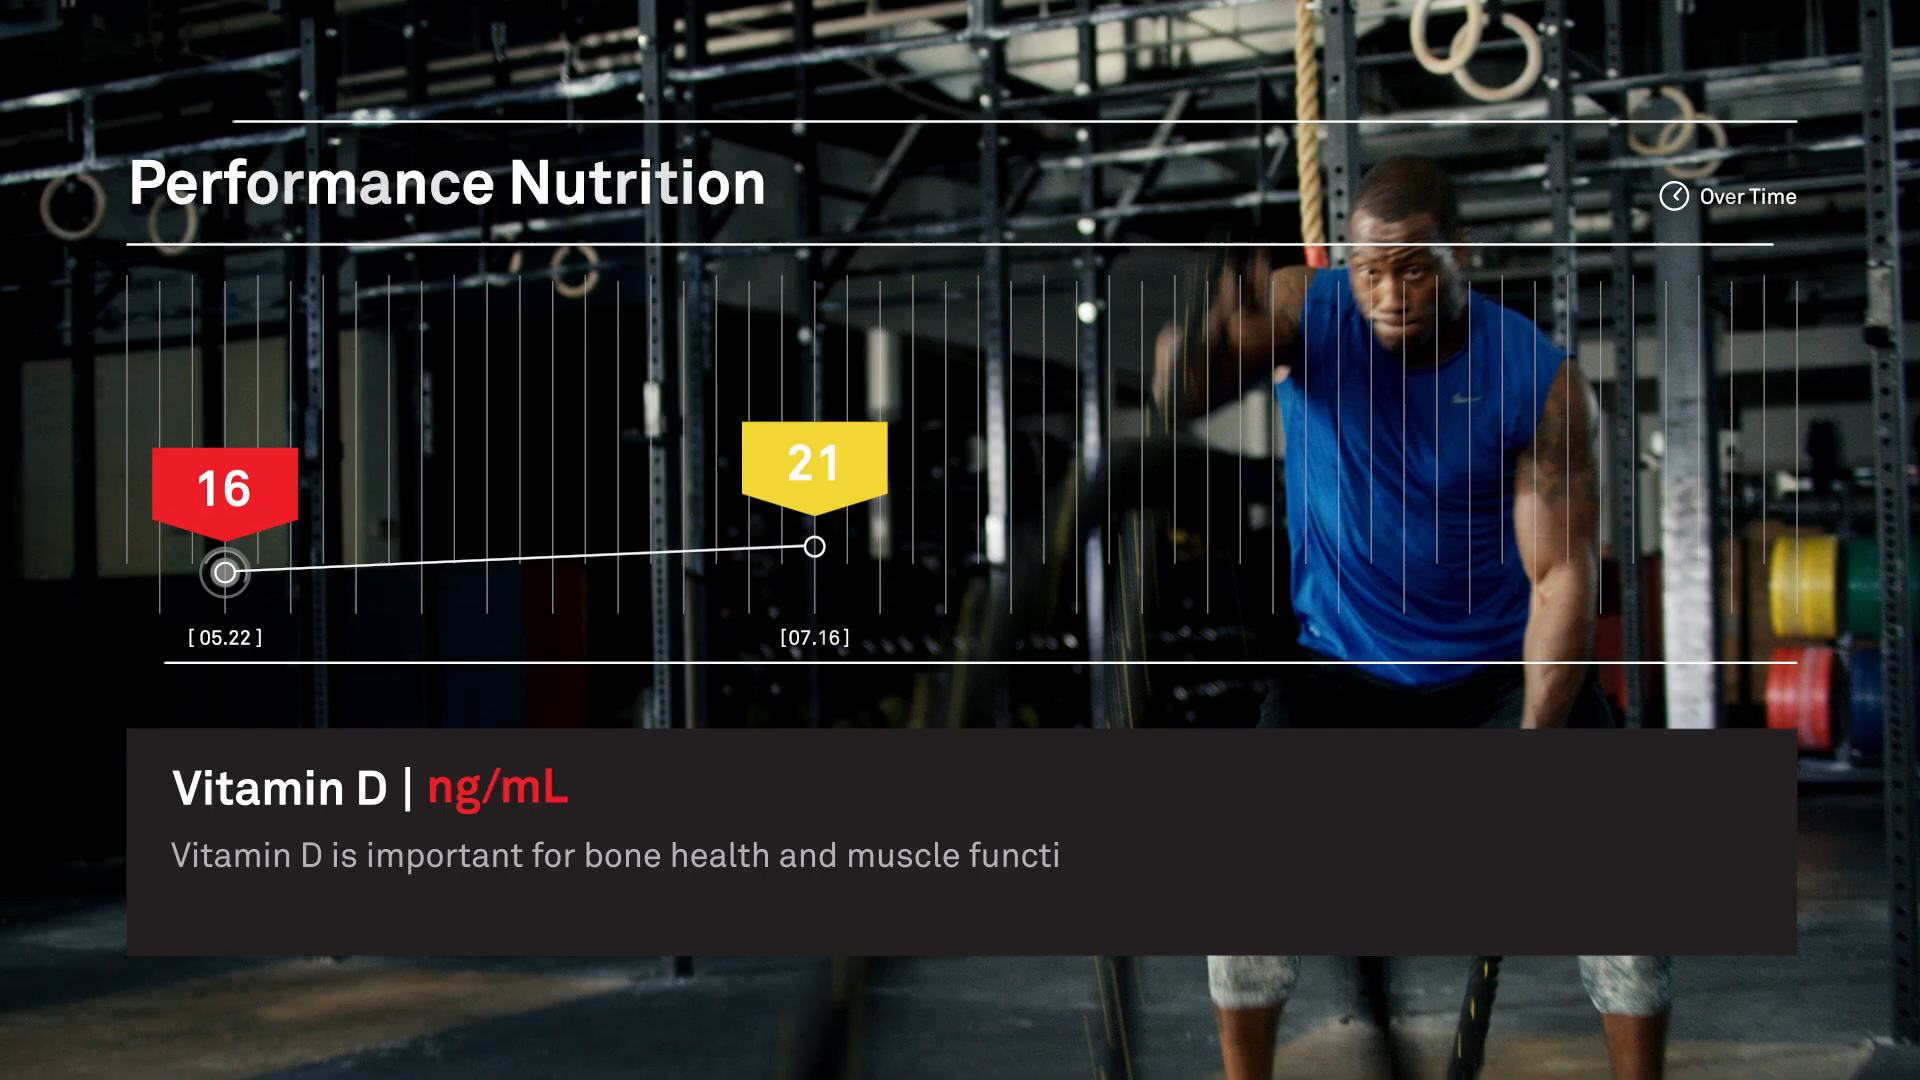 Performance Nutrition
Over Time
16
21
[ 05.22 ]
[07.16]
Vitamin D | ng/mL
Vitamin D is important for bone health and muscle functi